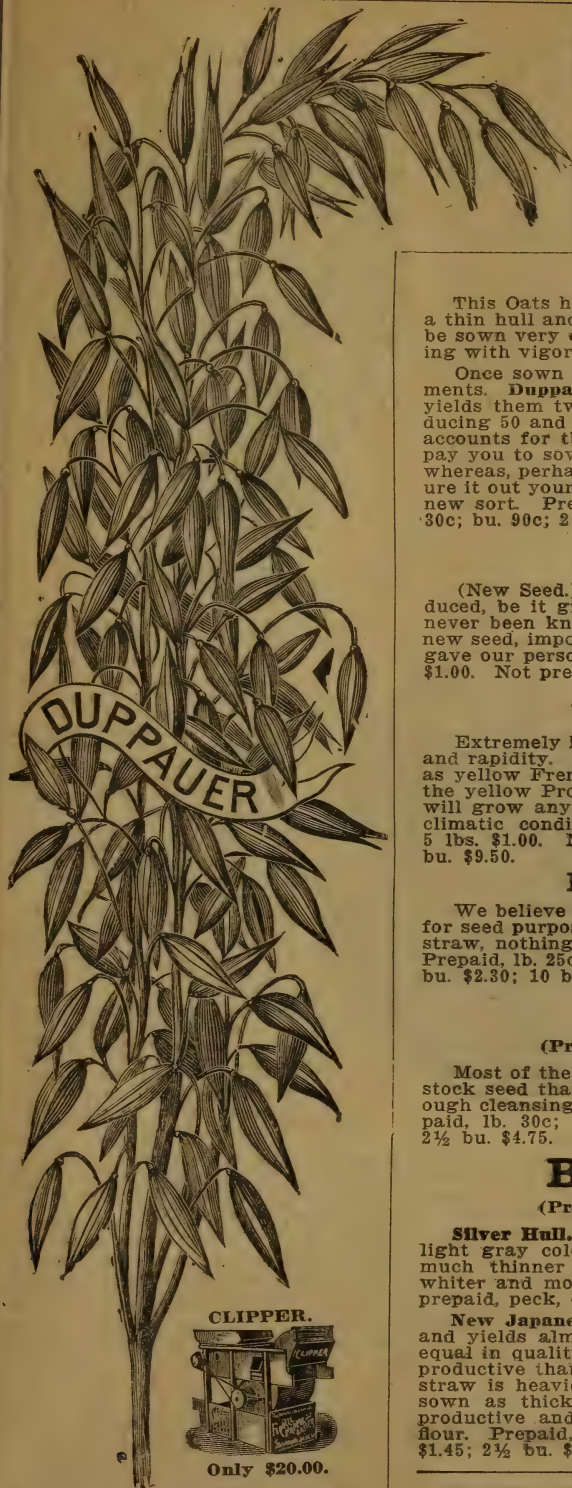 DUPPAUER
CLIPPER.
CLIPPER
Only $20.00.
This Oats h
a thin hull and
be sown very
ing with vigor
Once sown
ments. Duppa
yields them tw
ducing 50 and
accounts for th
pay you to sow
whereas, perha
ure it out your
new sort. Pre
30c; bu. 90c; 2
(New Seed.
duced, be it g
never been kn
new seed, impo
gave our perso
$1.00. Not pre
Extremely
and rapidity.
as yellow Fren
the yellow Pro
will grow any
climatic condi
5 lbs. $1.00.
bu. $9.50.
We believe
for seed purpo
straw, nothing
Prepaid, lb. 25c
bu. $2.30; 10 b
(Pr
Most of the
stock seed tha
ough cleansing
paid, lb. 30c;
2½ bu. $4.75.
B
(Pr
Silver Hull.
light gray col
much thinner
whiter and mo
prepaid, peck,
New Japane
and yields alm
equal in qualit
productive than
straw is heavie
sown as thick
productive and
flour. Prepaid,
$1.45; 2½ bu. $